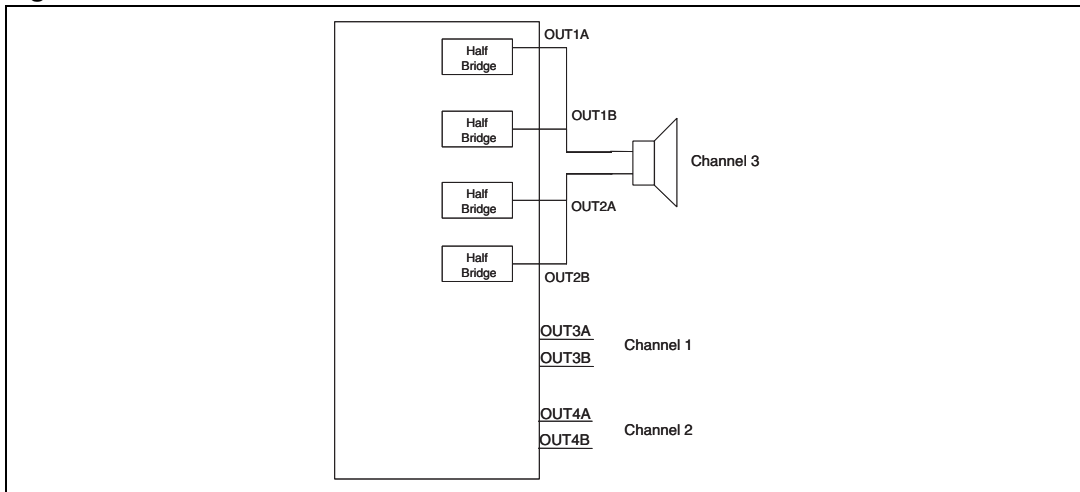 OUT1A
Half
Bridge
OUT1B
Half
Bridge
Channel 3
Half
Bridge
OUT2A
Half
Bridge
OUT2B
OUT3A
Channel 1
OUT3B
OUT4A
Channel 2
OUT4B